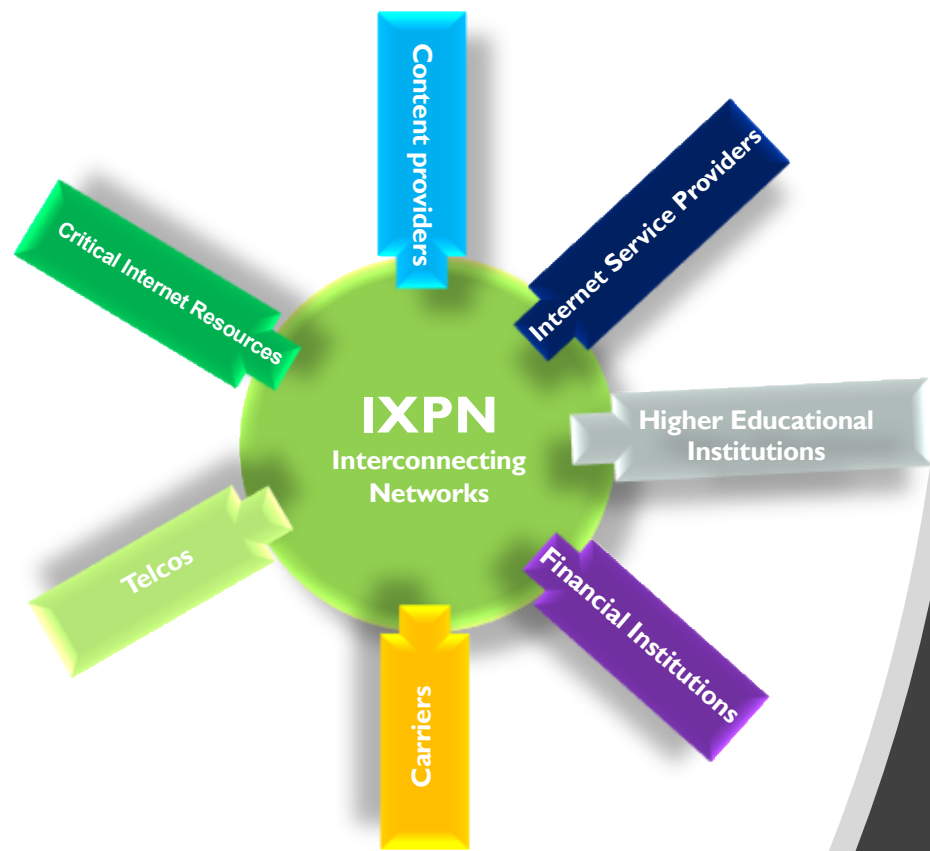 Content providers
Internet Service Providers
Critical Internet Resources
IXPN
Interconnecting
Networks
Higher Educational
Institutions
Telcos
Financial Institutions
Carriers